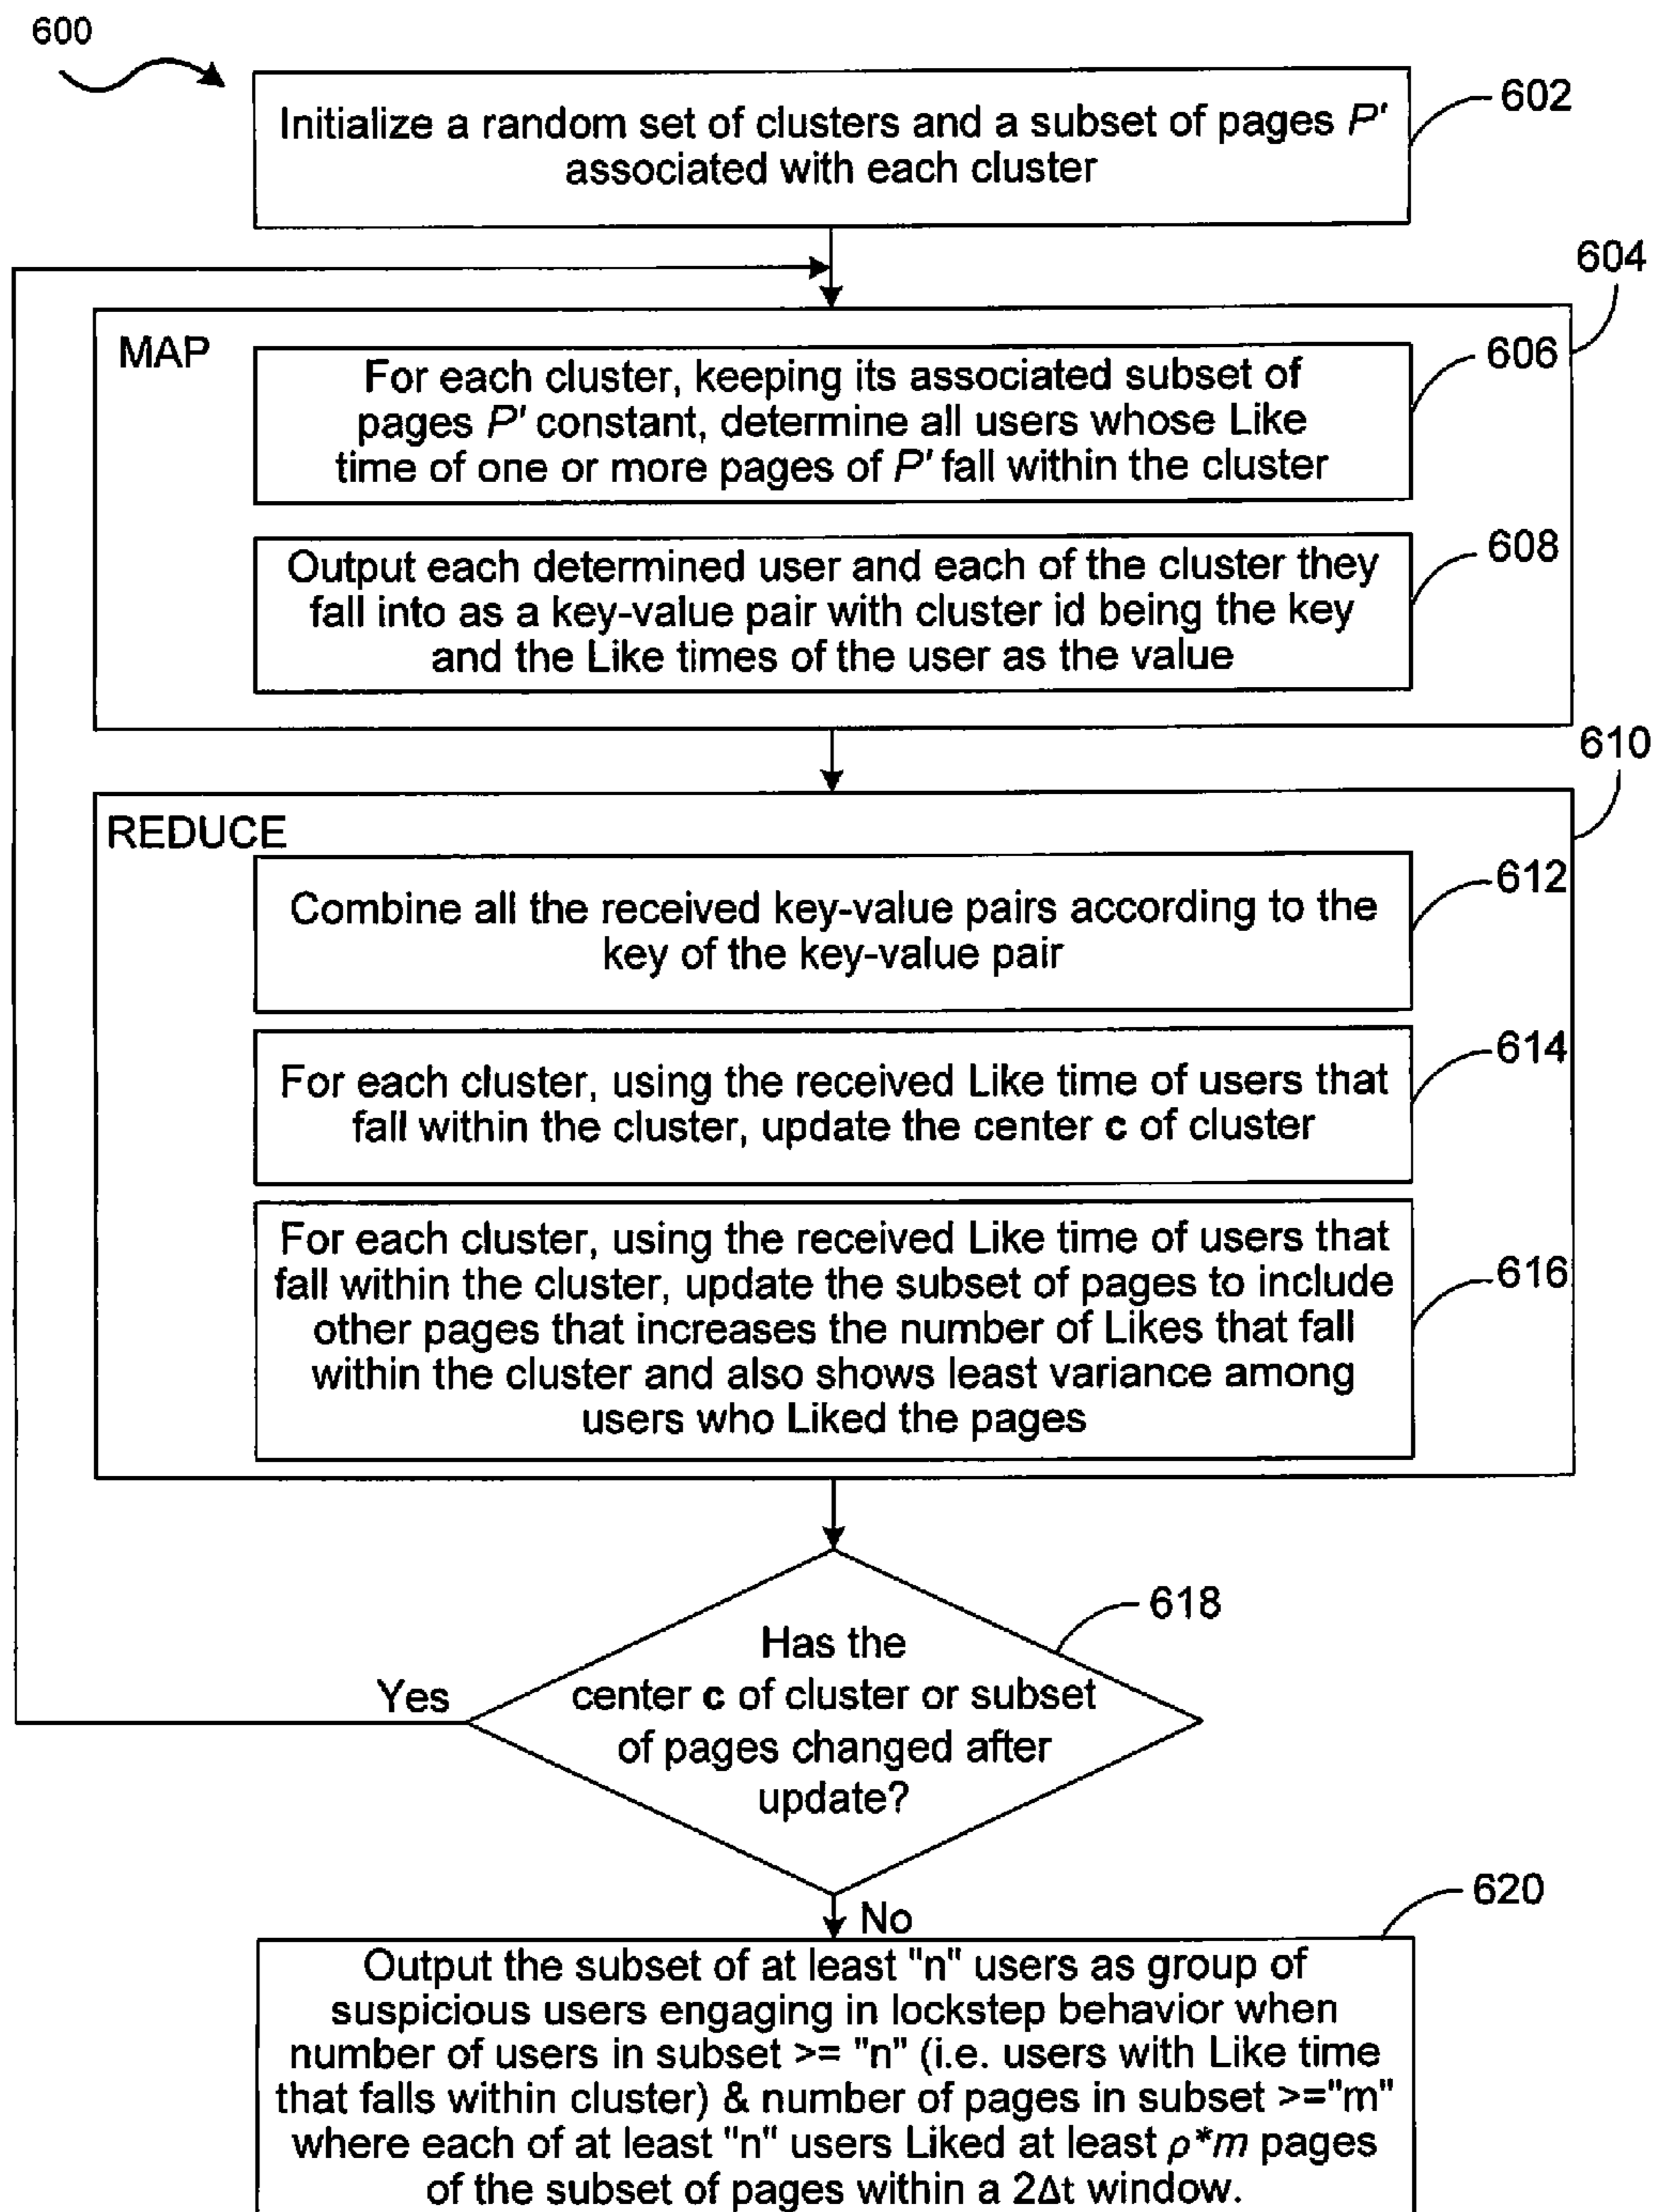 600
Initialize a random set of clusters and a subset of pages P'
associated with each cluster
602
604
MAP
For each cluster, keeping its associated subset of
pages P' constant, determine all users whose Like
time of one or more pages of P' fall within the cluster
606
Output each determined user and each of the cluster they
fall into as a key-value pair with cluster id being the key
and the Like times of the user as the value
608
610
REDUCE
Combine all the received key-value pairs according to the
key of the key-value pair
612
For each cluster, using the received Like time of users that
fall within the cluster, update the center c of cluster
614
For each cluster, using the received Like time of users that
fall within the cluster, update the subset of pages to include
other pages that increases the number of Likes that fall
within the cluster and also shows least variance among
users who Liked the pages
616
618
Has the
center c of cluster or subset
of pages changed after
update?
Yes
No
620
Output the subset of at least "n" users as group of
suspicious users engaging in lockstep behavior when
number of users in subset >= "n" (i.e. users with Like time
that falls within cluster) & number of pages in subset >="m"
where each of at least "n" users Liked at least ρ*m pages
of the subset of pages within a 2Δt window.